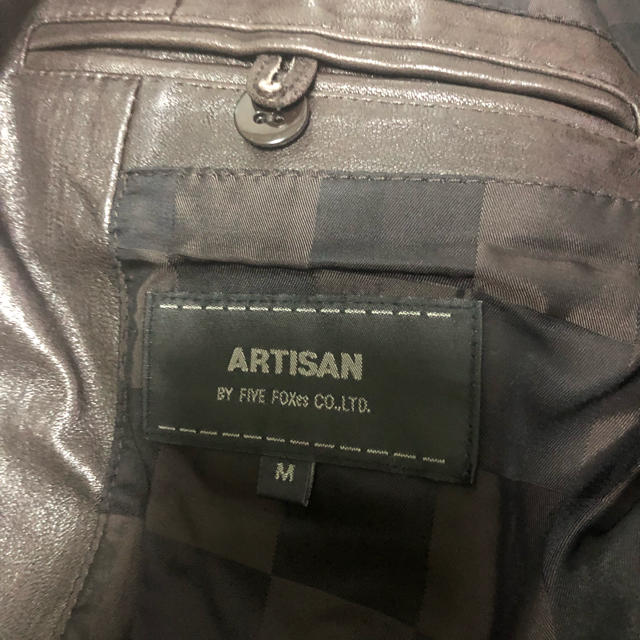 ARTISAN
BY FIVE FOXes CO.,LTD.
M